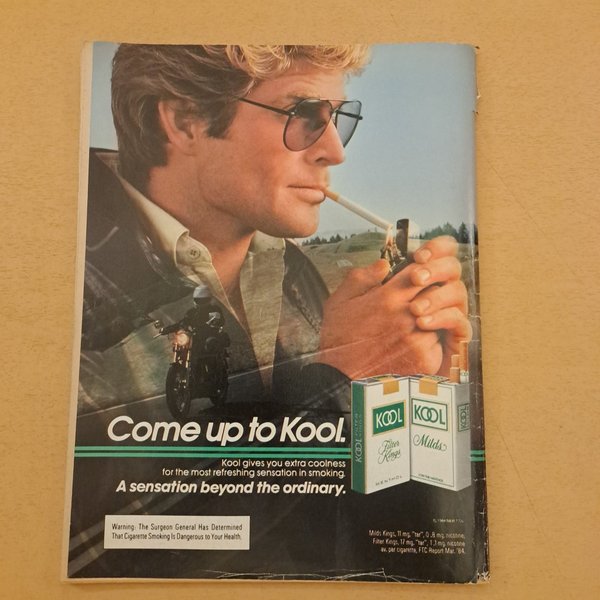 Come up to Kool.
Kool gives you extra coolness
for the most refreshing sensation in smoking.
A sensation beyond the ordinary.
KOOL
Filter
Kings
KOOL
Milds
KOOL
KOOL
Warning: The Surgeon General Has Determined
That Cigarette Smoking Is Dangerous to Your Health.
Milds Kings, 11 mg. "tar", 0.8 mg. nicotine;
Filter Kings, 17 mg. "tar", 1.1 mg. nicotine
av. per cigarette, FTC Report Mar. '84.